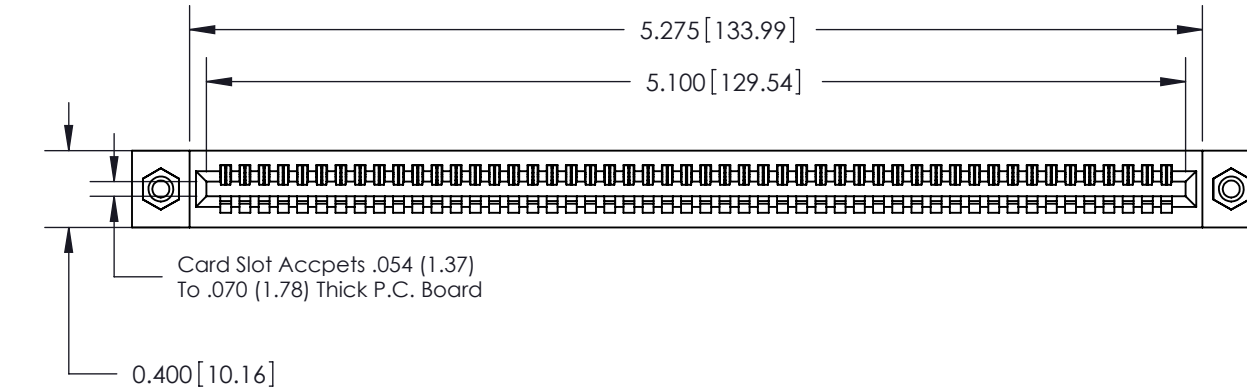 5.275[133.99]
5.100[129.54]
Card Slot Accpets .054 (1.37)
To .070 (1.78) Thick P.C. Board
0.400[10.16]